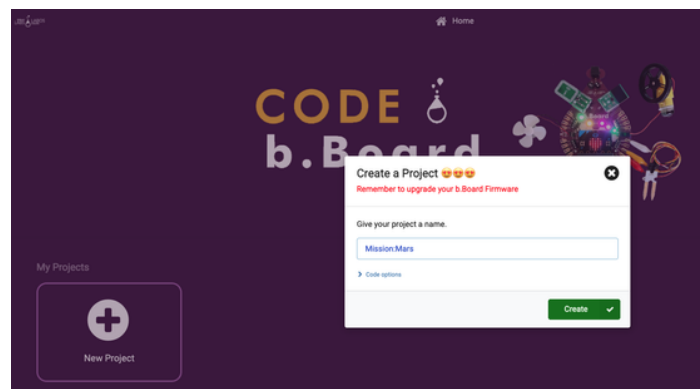 Home
CODE
b.Board
Create a Project 😍😍😍
Remember to upgrade your b.Board Firmware
Give your project a name.
Mission:Mars
> Code options
Create
My Projects
New Project